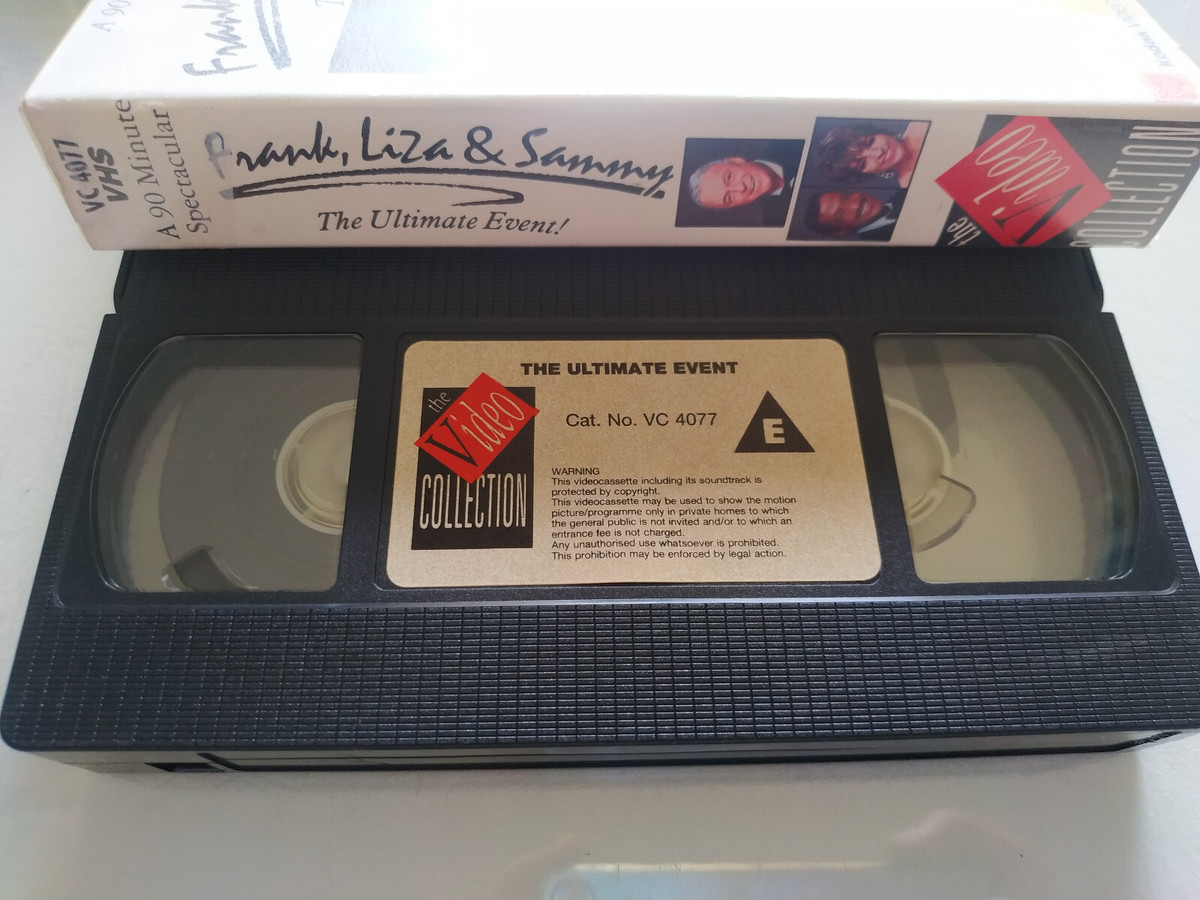 A 90
Frank
VC 4077
VHS
A 90 Minute
Spectacular
Frank, Liza & Sammy
The Ultimate Event!
the
Video
COLLECTION
THE ULTIMATE EVENT
the
Video
COLLECTION
Cat. No. VC 4077
E
WARNING
This videocassette including its soundtrack is
protected by copyright.
This videocassette may be used to show the motion
picture/programme only in private homes to which
the general public is not invited and/or to which an
entrance fee is not charged.
Any unauthorised use whatsoever is prohibited.
This prohibition may be enforced by legal action.